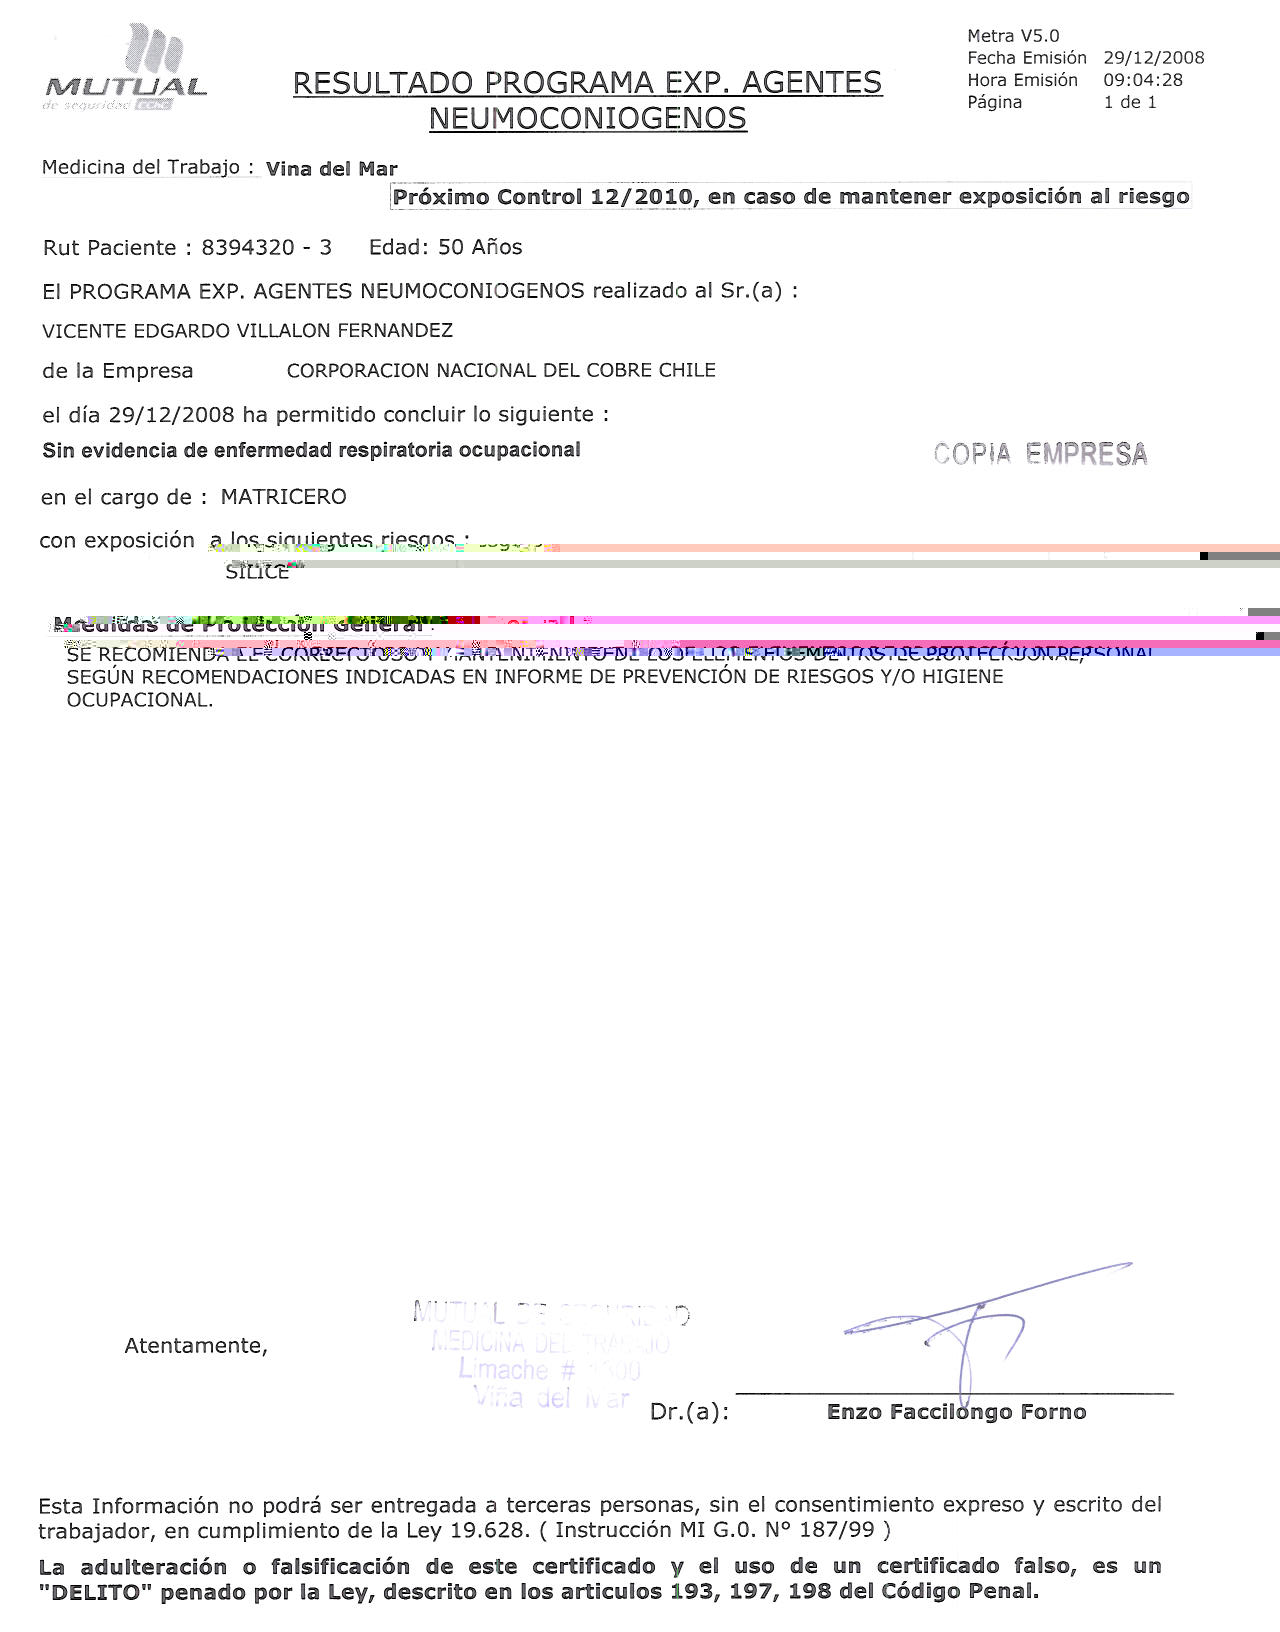 MUTUAL
de seguridad CChC
RESULTADO PROGRAMA EXP. AGENTES
NEUMOCONIOGENOS
Metra V5.0
Fecha Emisión 29/12/2008
Hora Emisión 09:04:28
Página 1 de 1
Medicina del Trabajo : Vina del Mar
Próximo Control 12/2010, en caso de mantener exposición al riesgo
Rut Paciente : 8394320 - 3 Edad: 50 Años
El PROGRAMA EXP. AGENTES NEUMOCONIOGENOS realizado al Sr.(a) :
VICENTE EDGARDO VILLALON FERNANDEZ
de la Empresa CORPORACION NACIONAL DEL COBRE CHILE
el día 29/12/2008 ha permitido concluir lo siguiente :
Sin evidencia de enfermedad respiratoria ocupacional
COPIA EMPRESA
en el cargo de : MATRICERO
con exposición a los siguientes riesgos :
SILICE
Medidas de Protección General :
SE RECOMIENDA CORRECTO USO Y PROTECCION PERSONAL
SEGÚN RECOMENDACIONES INDICADAS EN INFORME DE PREVENCIÓN DE RIESGOS Y/O HIGIENE
OCUPACIONAL.
MUTUAL DE SEGURIDAD
MEDICINA DEL TRABAJO
Limache #
Viña del Mar
Atentamente,
Dr.(a): Enzo Faccilongo Forno
Esta Información no podrá ser entregada a terceras personas, sin el consentimiento expreso y escrito del
trabajador, en cumplimiento de la Ley 19.628. ( Instrucción MI G.0. Nº 187/99 )
La adulteración o falsificación de este certificado y el uso de un certificado falso, es un
"DELITO" penado por la Ley, descrito en los articulos 193, 197, 198 del Código Penal.